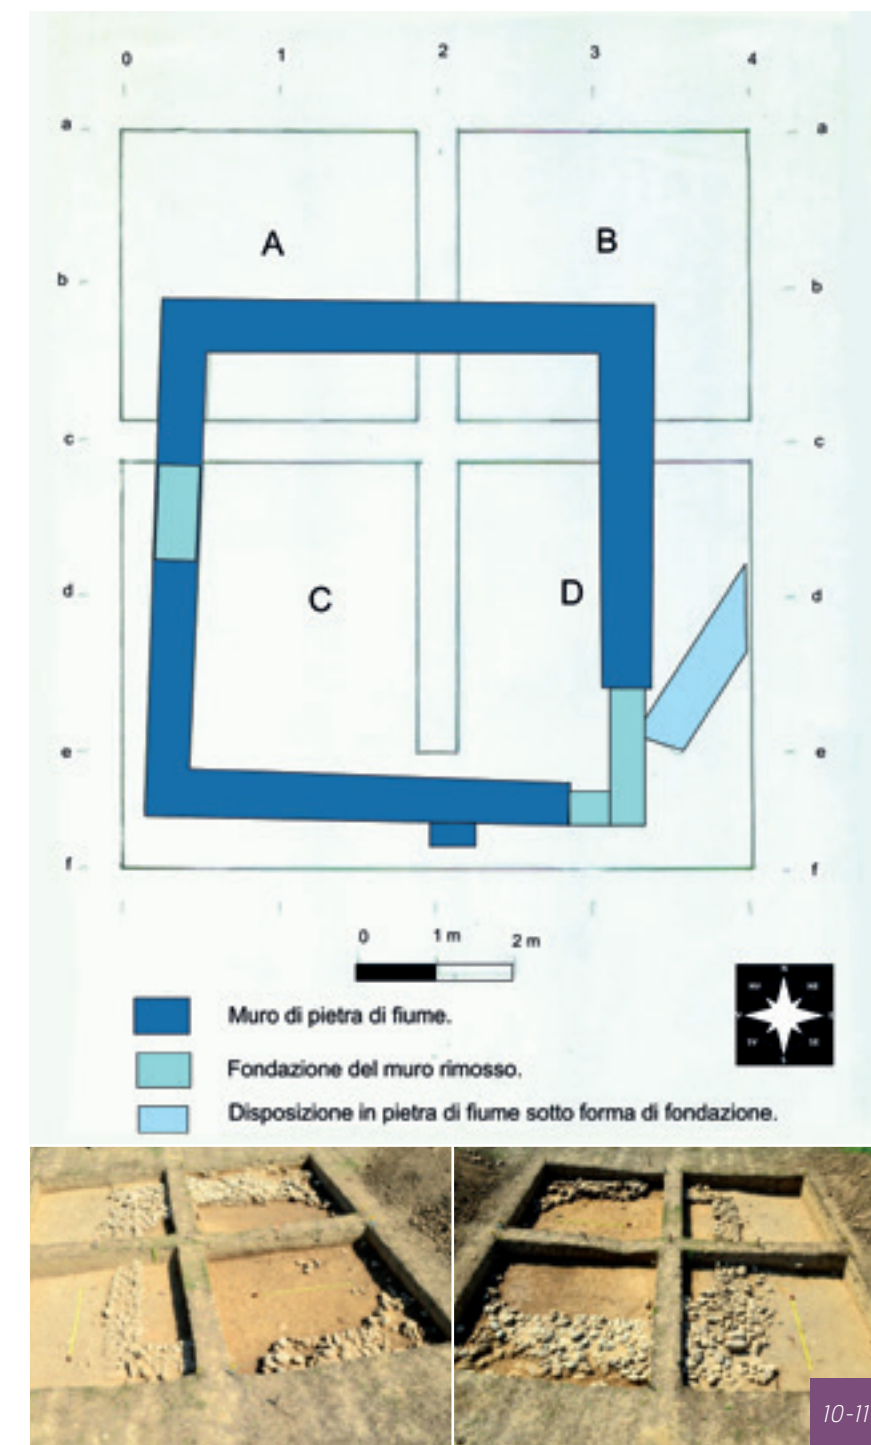 0 1 2 3 4
a a
A B
b b
c c
C D
d d
e e
f f
0 1 m 2 m
Muro di pietra di fiume.
Fondazione del muro rimosso.
Disposizione in pietra di fiume sotto forma di fondazione.
10-11